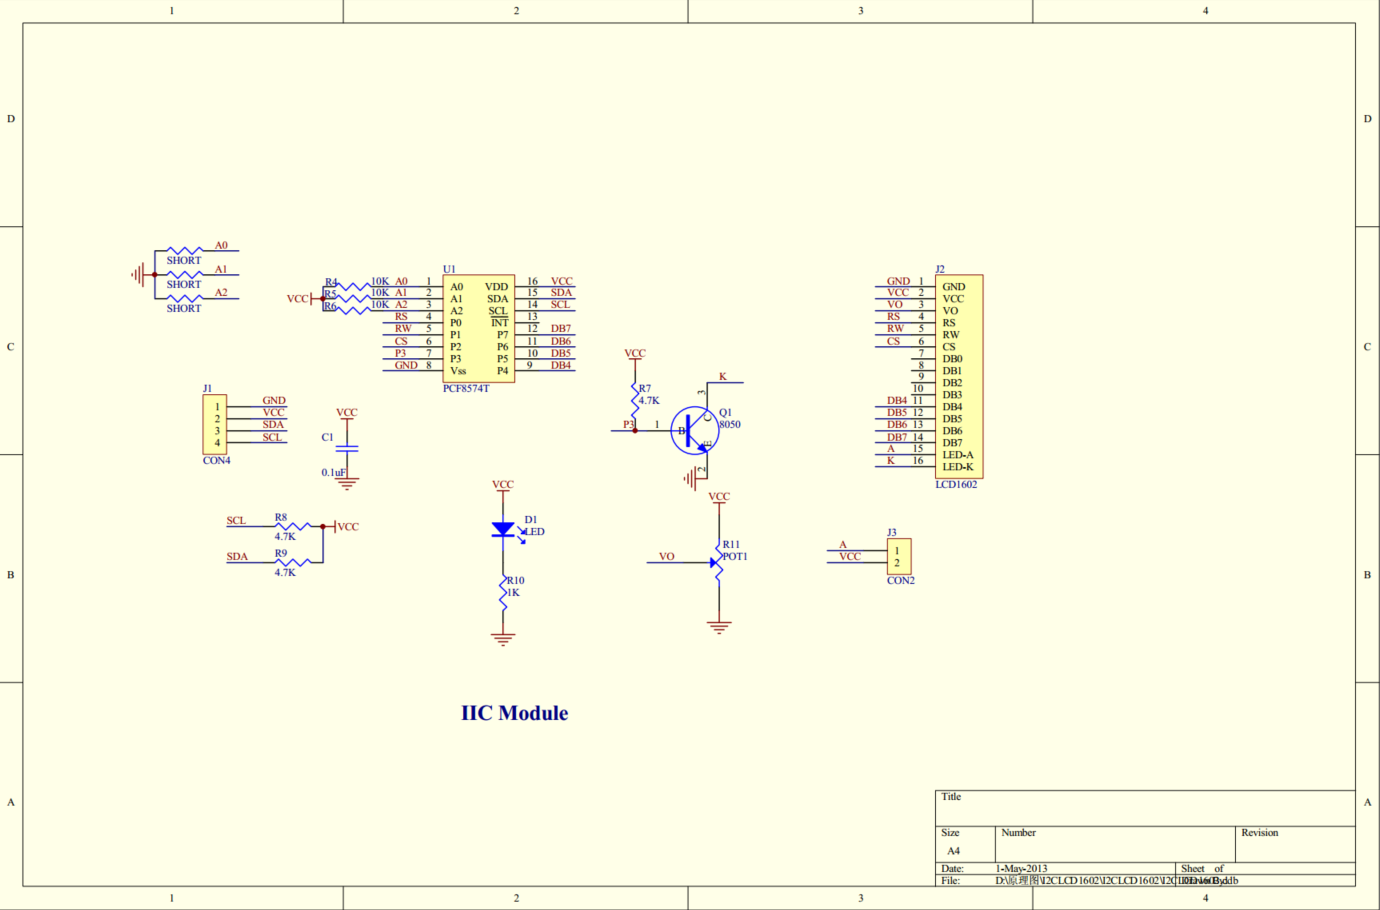 1 2 3 4
D D
A0
SHORT
A1
SHORT
A2
SHORT
VCC
R4 10K A0 1
R5 10K A1 2
R6 10K A2 3
RS 4
RW 5
CS 6
P3 7
GND 8
U1
A0 VDD
A1 SDA
A2 SCL
P0 INT
P1 P7
P2 P6
P3 P5
Vss P4
PCF8574T
16 VCC
15 SDA
14 SCL
13
12 DB7
11 DB6
10 DB5
9 DB4
J2
GND 1 GND
VCC 2 VCC
VO 3 VO
RS 4 RS
RW 5 RW
CS 6 CS
7 DB0
8 DB1
9 DB2
10 DB3
DB4 11 DB4
DB5 12 DB5
DB6 13 DB6
DB7 14 DB7
A 15 LED-A
K 16 LED-K
LCD1602
C C
J1
1 GND
2 VCC
3 SDA
4 SCL
CON4
VCC
C1
0.1uF
VCC
R7
4.7K
P3 1 B
K
3
C
Q1
8050
E
2
SCL R8 VCC
4.7K
SDA R9
4.7K
VCC
D1
LED
R10
1K
VCC
R11
POT1
VO
J3
A 1
VCC 2
CON2
B B
IIC Module
A A
Title
Size Number Revision
A4
Date: 1-May-2013 Sheet of
File: D:\原理图\I2CLCD1602\I2CLCD1602\I2C
1 2 3 4